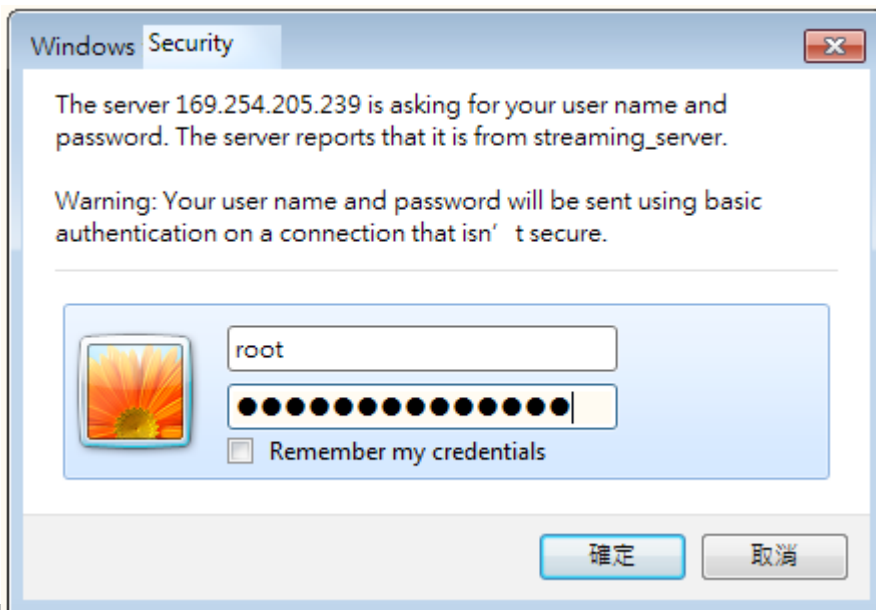 Windows Security
The server 169.254.205.239 is asking for your user name and
password. The server reports that it is from streaming_server.
Warning: Your user name and password will be sent using basic
authentication on a connection that isn’ t secure.
root
●●●●●●●●●●●●●●
Remember my credentials
確定
取消